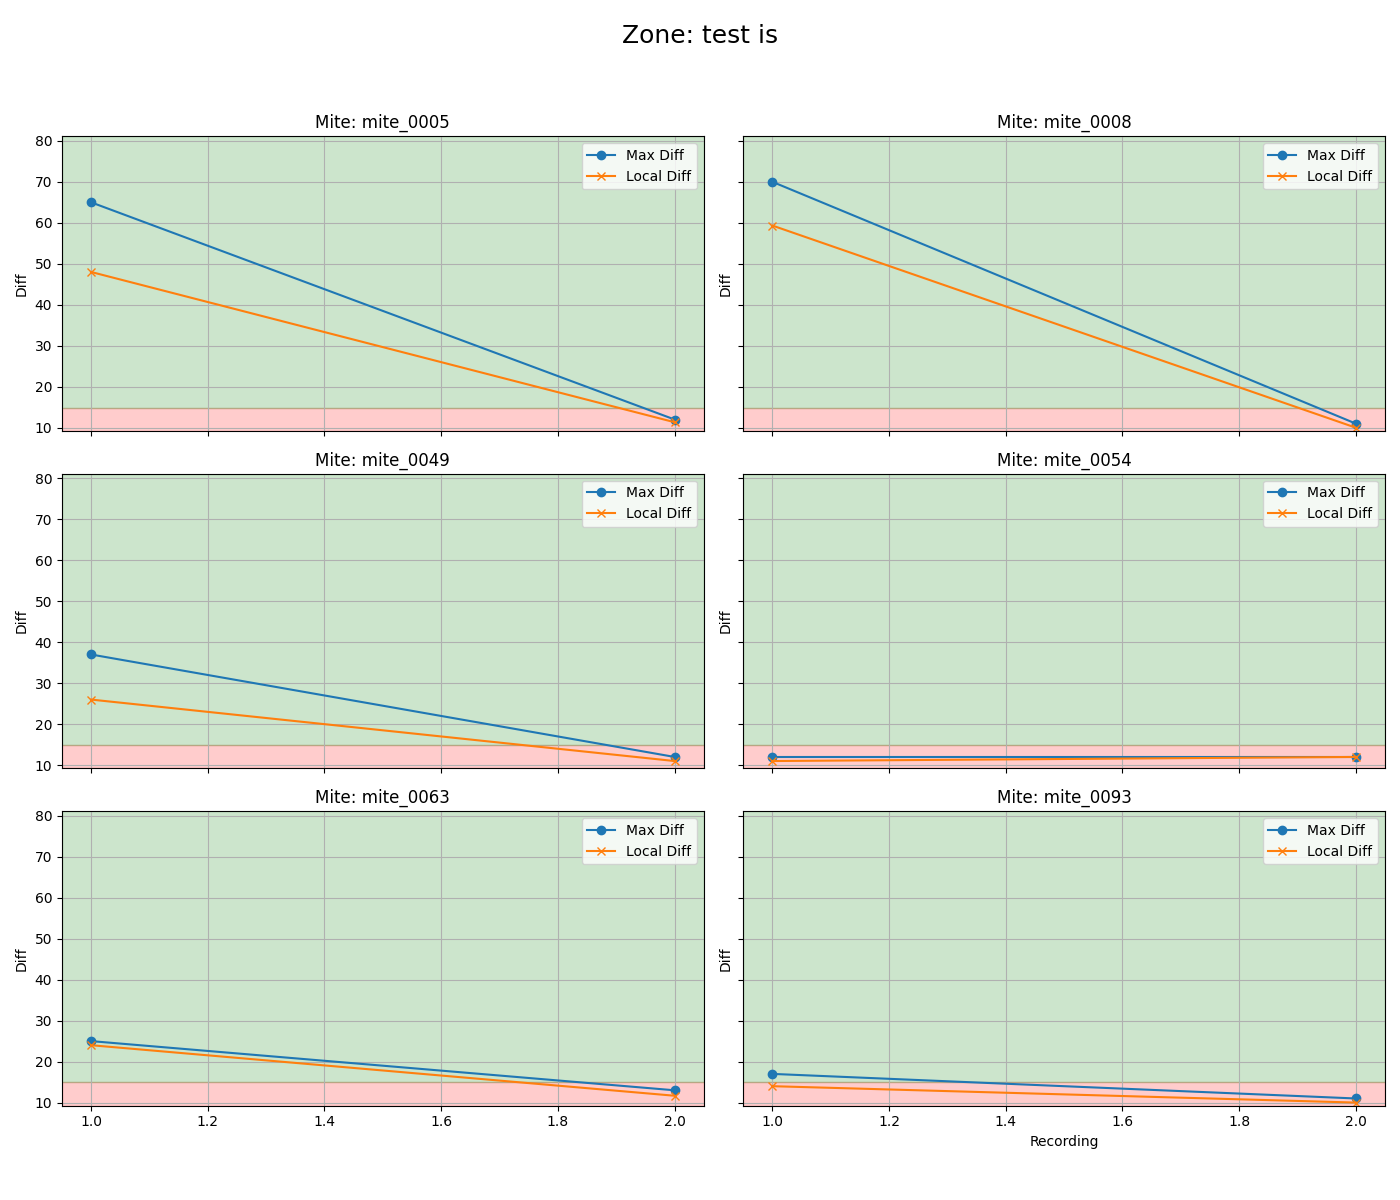 Zone: test is
Mite: mite_0005
80
70
60
50
40
30
20
10
Diff
Max Diff
Local Diff
Mite: mite_0008
Diff
Max Diff
Local Diff
Mite: mite_0049
80
70
60
50
40
30
20
10
Diff
Max Diff
Local Diff
Mite: mite_0054
Diff
Max Diff
Local Diff
Mite: mite_0063
80
70
60
50
40
30
20
10
Diff
Max Diff
Local Diff
1.0 1.2 1.4 1.6 1.8 2.0
Mite: mite_0093
Diff
Max Diff
Local Diff
1.0 1.2 1.4 1.6 1.8 2.0
Recording